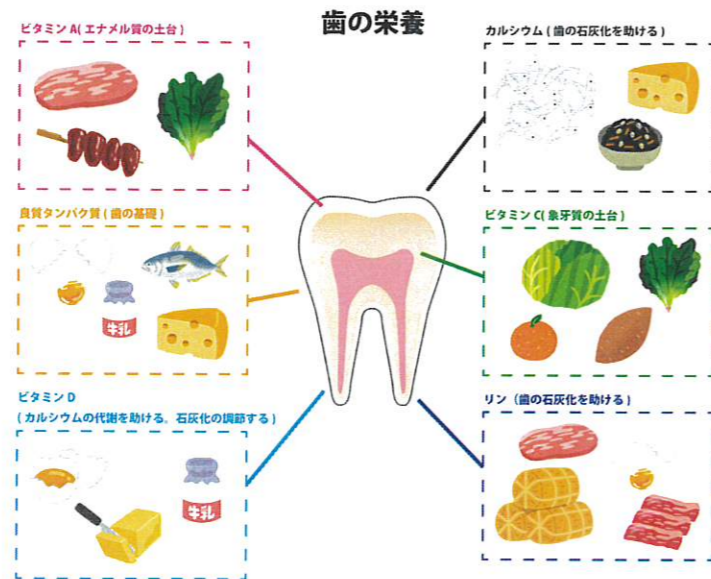 歯の栄養
ビタミン A( エナメル質の土台 )
カルシウム ( 歯の石灰化を助ける )
良質タンパク質 ( 歯の基礎 )
牛乳
ビタミン C( 象牙質の土台 )
ビタミン D
( カルシウムの代謝を助ける。石灰化の調節する )
牛乳
リン（歯の石灰化を助ける )